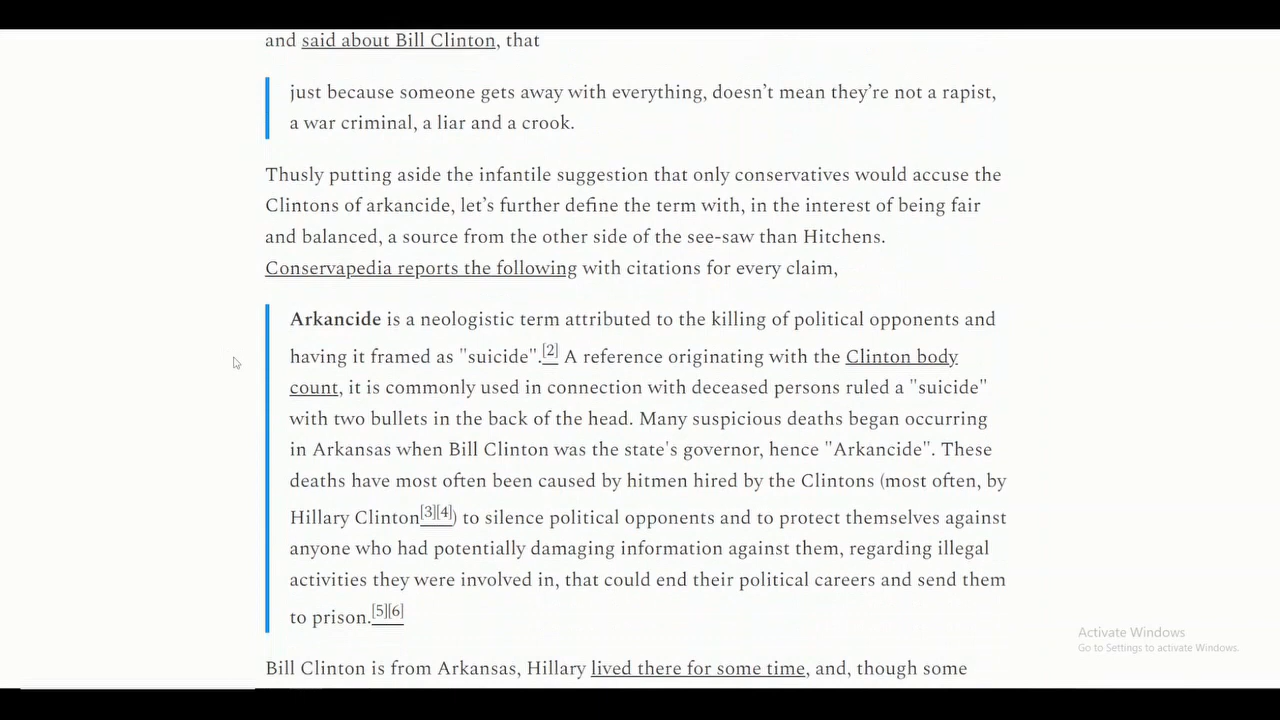 and said about Bill Clinton, that
just because someone gets away with everything, doesn’t mean they’re not a rapist,
a war criminal, a liar and a crook.
Thusly putting aside the infantile suggestion that only conservatives would accuse the
Clintons of arkancide, let’s further define the term with, in the interest of being fair
and balanced, a source from the other side of the see-saw than Hitchens.
Conservapedia reports the following with citations for every claim,
Arkancide is a neologistic term attributed to the killing of political opponents and
having it framed as "suicide".[2] A reference originating with the Clinton body
count, it is commonly used in connection with deceased persons ruled a "suicide"
with two bullets in the back of the head. Many suspicious deaths began occurring
in Arkansas when Bill Clinton was the state's governor, hence "Arkancide". These
deaths have most often been caused by hitmen hired by the Clintons (most often, by
Hillary Clinton[3][4]) to silence political opponents and to protect themselves against
anyone who had potentially damaging information against them, regarding illegal
activities they were involved in, that could end their political careers and send them
to prison.[5][6]
Activate Windows
Go to Settings to activate Windows.
Bill Clinton is from Arkansas, Hillary lived there for some time, and, though some